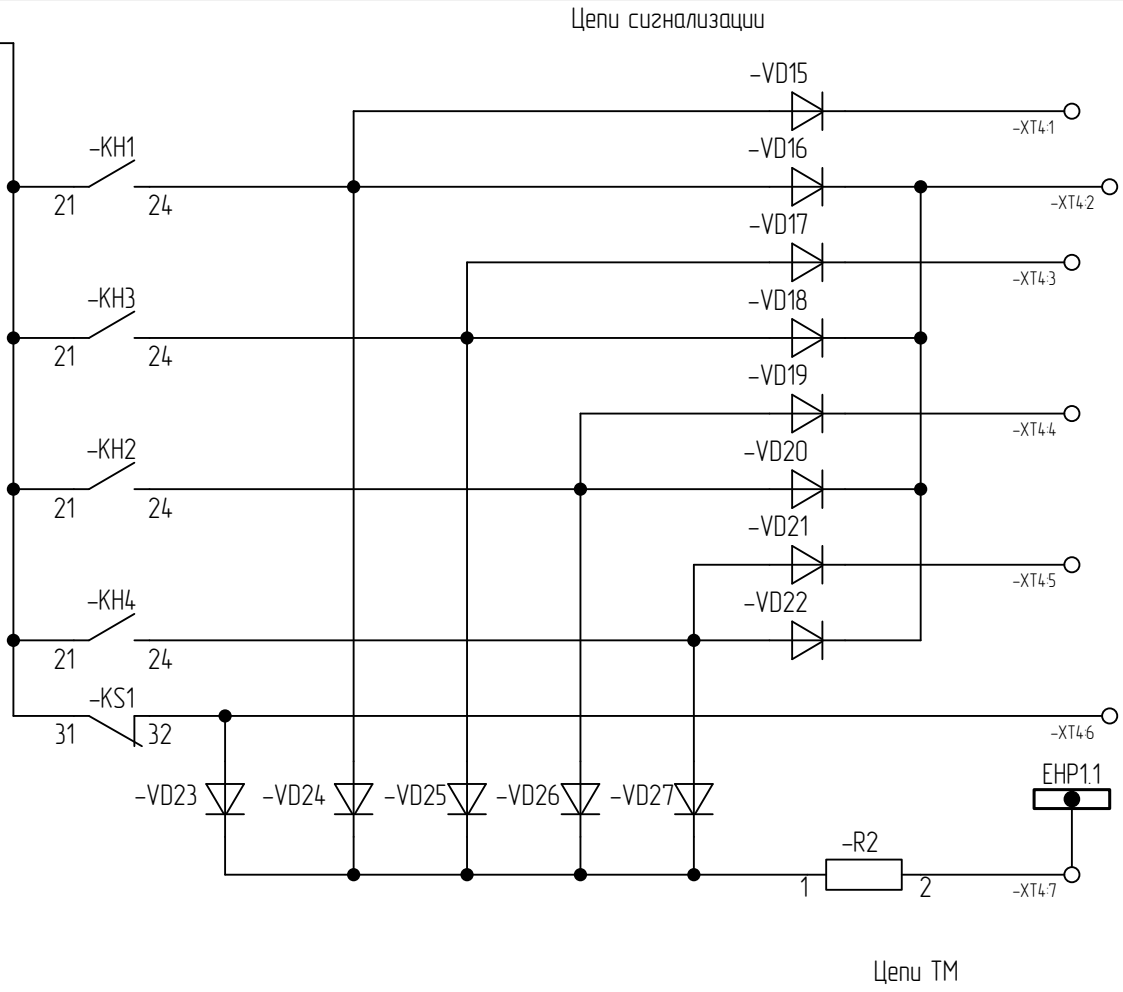 Цепи сигнализации
-VD15
-XT4:1
-KH1
-VD16
21 24
-XT4:2
-VD17
-XT4:3
-KH3
-VD18
21 24
-VD19
-XT4:4
-KH2
-VD20
21 24
-VD21
-XT4:5
-KH4
-VD22
21 24
-KS1
31 32
-XT4:6
-VD23 -VD24 -VD25 -VD26 -VD27
EHP1.1
-R2
1 2
-XT4:7
Цепи ТМ